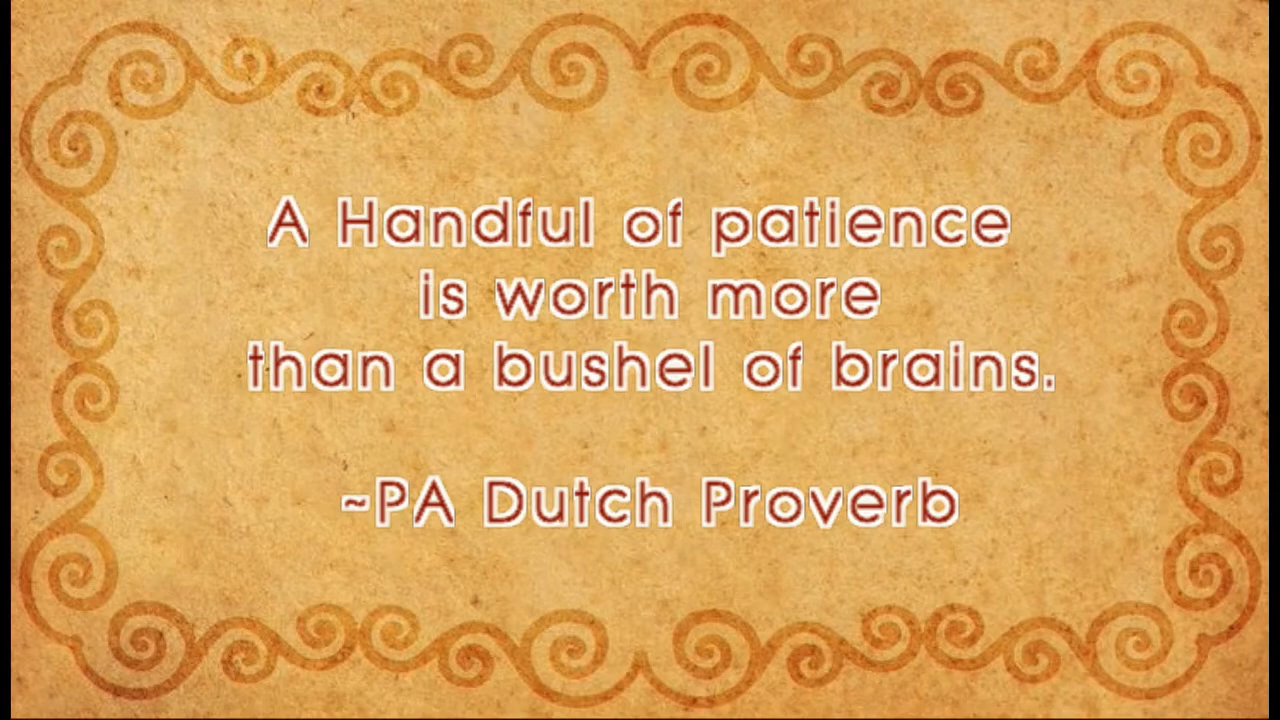 A Handful of patience
is worth more
than a bushel of brains.
~PA Dutch Proverb